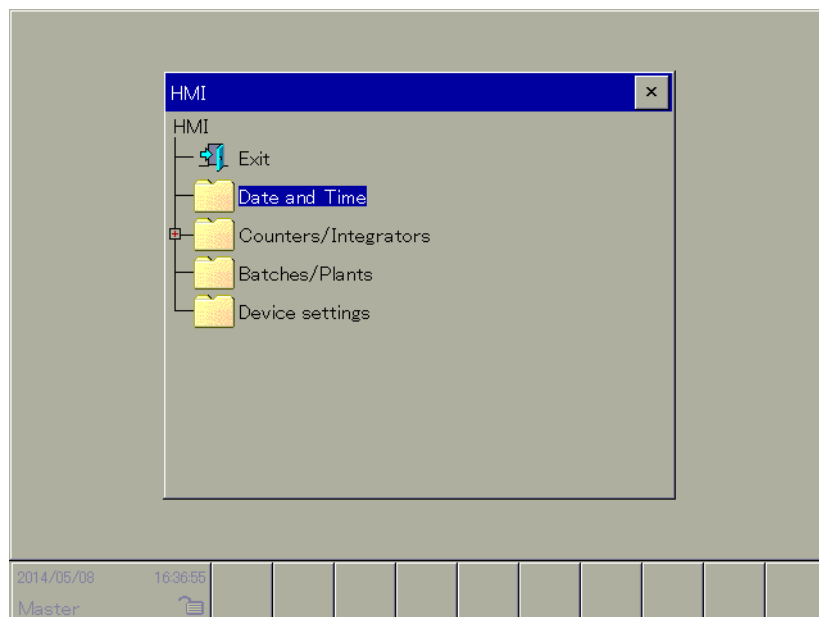 HMI
HMI
Exit
Date and Time
Counters/Integrators
Batches/Plants
Device settings
2014/05/08 16:36:55
Master